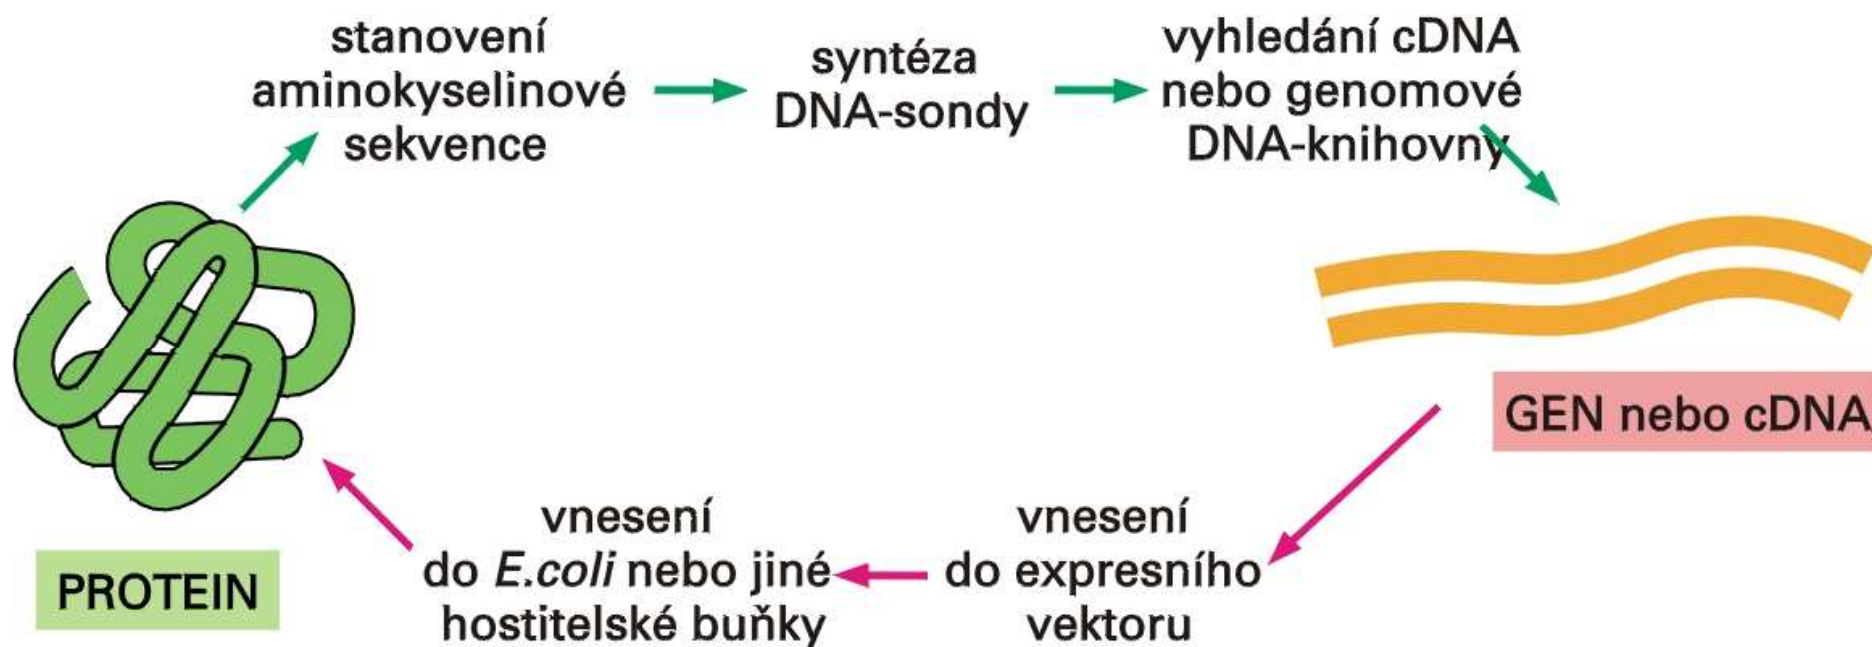 stanovení
aminokyselinové
sekvence
syntéza
DNA-sondy
vyhledání cDNA
nebo genomové
DNA-knihovny
GEN nebo cDNA
vnesení
do expresního
vektoru
vnesení
do E.coli nebo jiné
hostitelské buňky
PROTEIN